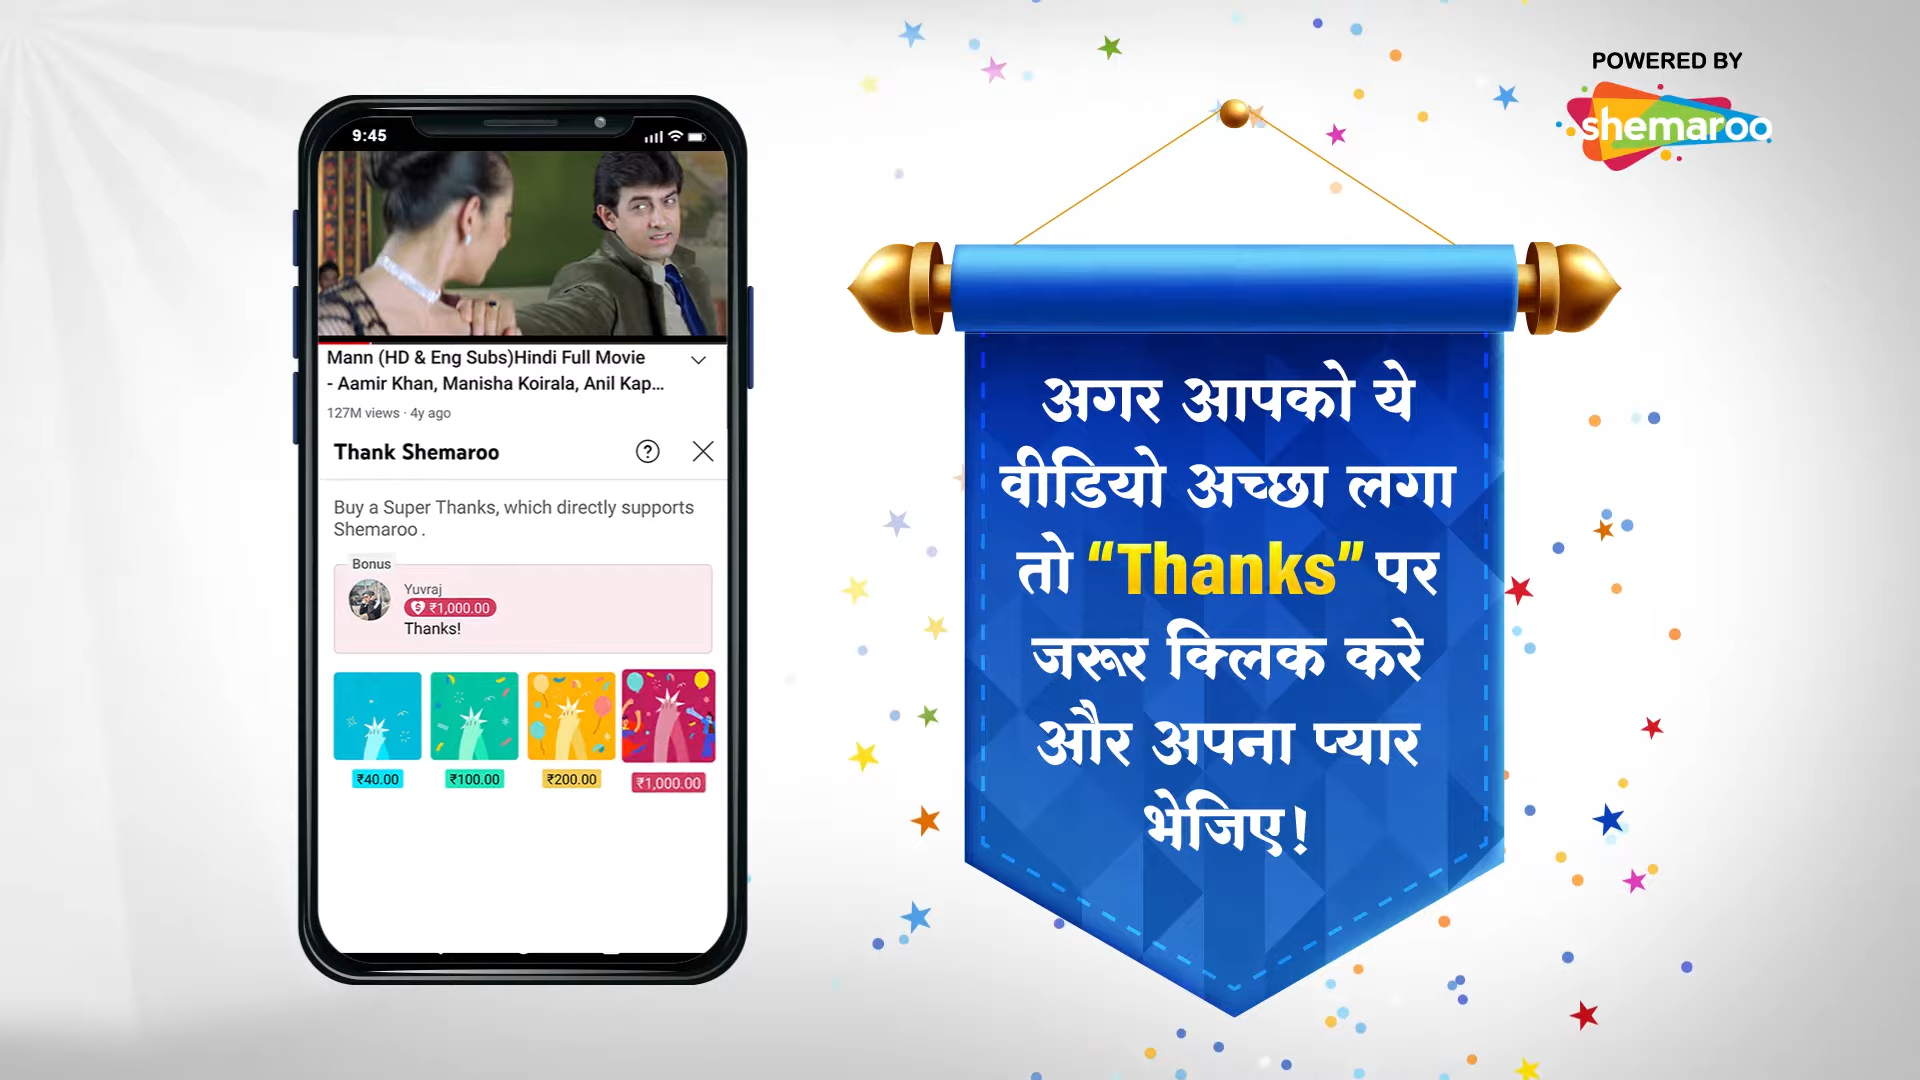 POWERED BY
shemaroo
9:45
Mann (HD & Eng Subs)Hindi Full Movie
- Aamir Khan, Manisha Koirala, Anil Kap...
127M views · 4y ago
Thank Shemaroo
?
Buy a Super Thanks, which directly supports
Shemaroo .
Bonus
Yuvraj
$ ₹1,000.00
Thanks!
₹40.00 ₹100.00 ₹200.00 ₹1,000.00
अगर आपको ये
वीडियो अच्छा लगा
तो “Thanks” पर
जरूर क्लिक करे
और अपना प्यार
भेजिए!